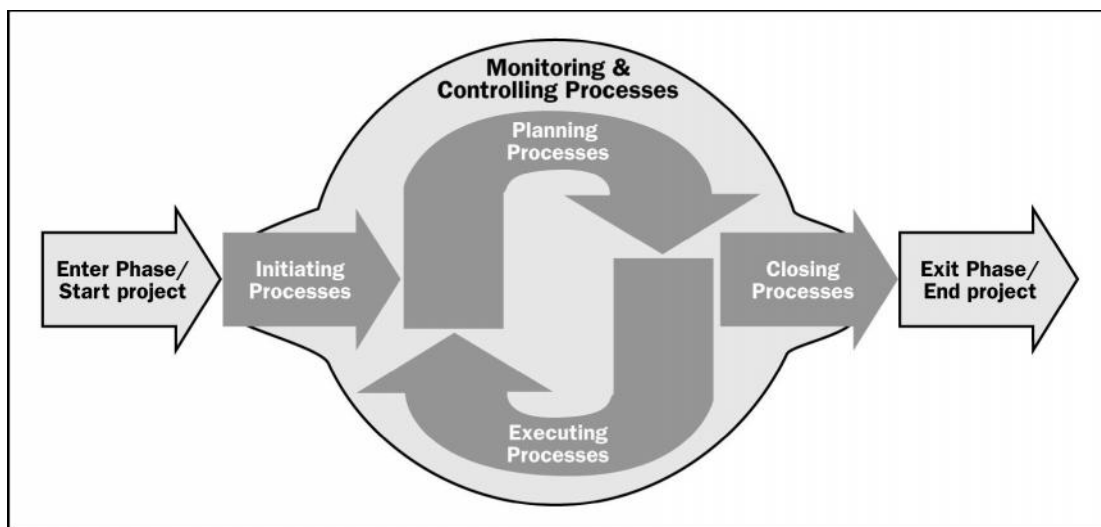 Monitoring &
Controlling Processes
Planning
Processes
Enter Phase/
Start project
Initiating
Processes
Closing
Processes
Exit Phase/
End project
Executing
Processes